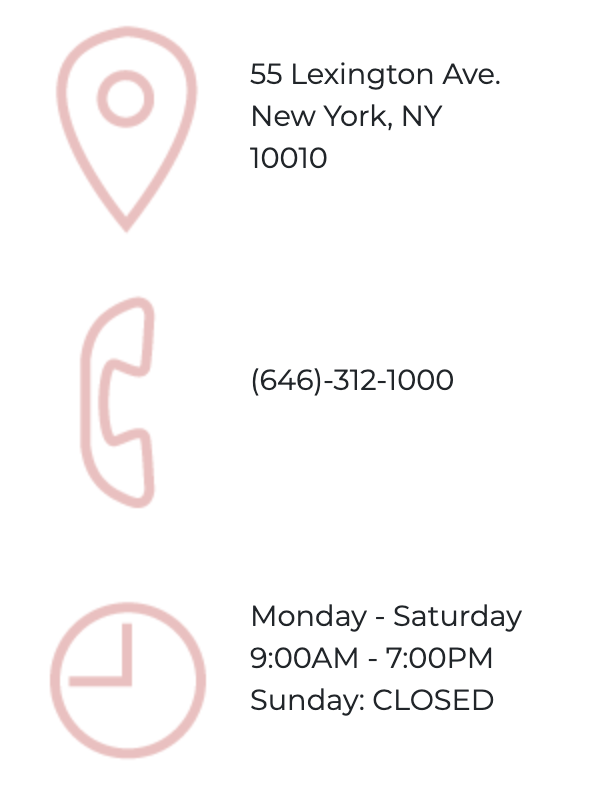 55 Lexington Ave.
New York, NY
10010
(646)-312-1000
Monday - Saturday
9:00AM - 7:00PM
Sunday: CLOSED